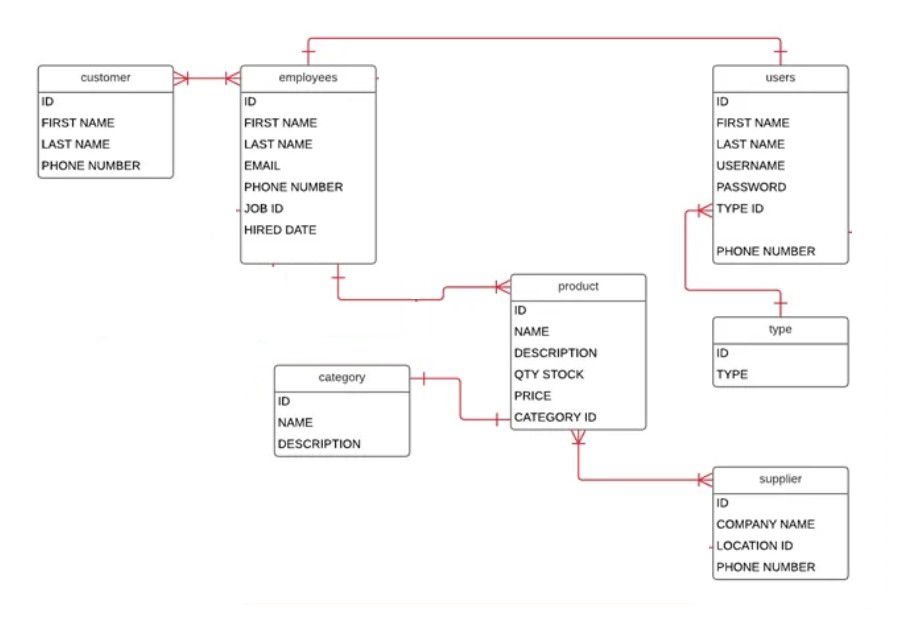 customer
ID
FIRST NAME
LAST NAME
PHONE NUMBER
employees
ID
FIRST NAME
LAST NAME
EMAIL
PHONE NUMBER
JOB ID
HIRED DATE
users
ID
FIRST NAME
LAST NAME
USERNAME
PASSWORD
TYPE ID
PHONE NUMBER
product
ID
NAME
DESCRIPTION
QTY STOCK
PRICE
CATEGORY ID
type
ID
TYPE
category
ID
NAME
DESCRIPTION
supplier
ID
COMPANY NAME
LOCATION ID
PHONE NUMBER